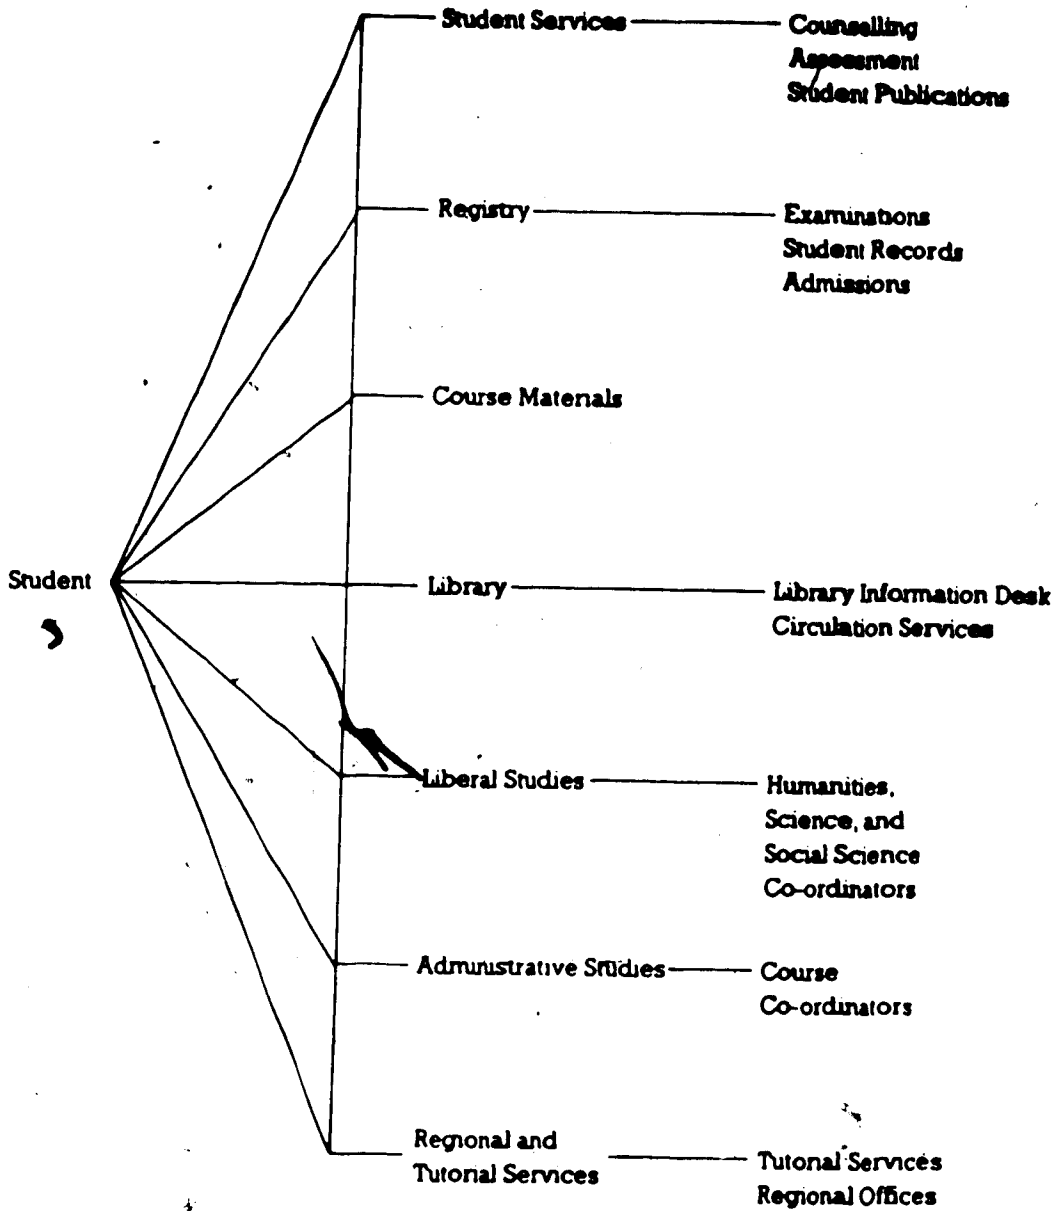 Student Services
Counselling
Assessment
Student Publications
Registry
Examinations
Student Records
Admissions
Course Materials
Student
Library
Library Information Desk
Circulation Services
Liberal Studies
Humanities,
Science, and
Social Science
Co-ordinators
Administrative Studies
Course
Co-ordinators
Regional and
Tutorial Services
Tutorial Services
Regional Offices